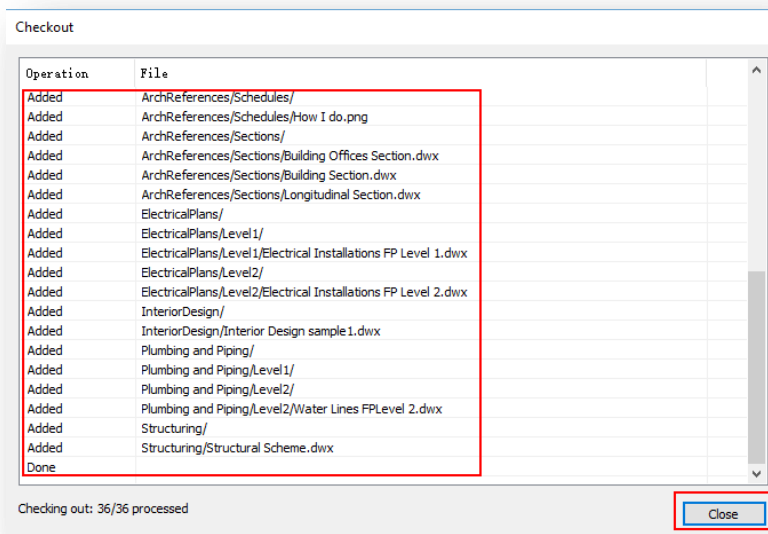 Checkout
Operation File
Added ArchReferences/Schedules/
Added ArchReferences/Schedules/How I do.png
Added ArchReferences/Sections/
Added ArchReferences/Sections/Building Offices Section.dwx
Added ArchReferences/Sections/Building Section.dwx
Added ArchReferences/Sections/Longitudinal Section.dwx
Added ElectricalPlans/
Added ElectricalPlans/Level1/
Added ElectricalPlans/Level1/Electrical Installations FP Level 1.dwx
Added ElectricalPlans/Level2/
Added ElectricalPlans/Level2/Electrical Installations FP Level 2.dwx
Added InteriorDesign/
Added InteriorDesign/Interior Design sample1.dwx
Added Plumbing and Piping/
Added Plumbing and Piping/Level1/
Added Plumbing and Piping/Level2/
Added Plumbing and Piping/Level2/Water Lines FPLevel 2.dwx
Added Structuring/
Added Structuring/Structural Scheme.dwx
Done
Checking out: 36/36 processed
Close